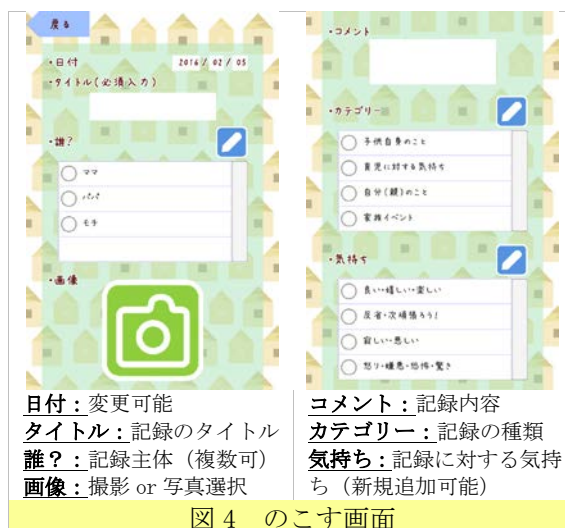 戻る
・日付
2016 / 02 / 05
・タイトル(必須入力)
・誰?
ママ
パパ
モチ
・画像
・コメント
・カテゴリー
子供自身のこと
育児に対する気持ち
自分(親)のこと
家族イベント
・気持ち
良い・嬉しい・楽しい
反省・次頑張ろう!
寂しい・悲しい
怒り・嫌悪・恐怖・驚き
日付:変更可能
タイトル:記録のタイトル
誰?:記録主体(複数可)
画像:撮影 or 写真選択
コメント:記録内容
カテゴリー:記録の種類
気持ち:記録に対する気持
ち(新規追加可能)
図4 のこす画面